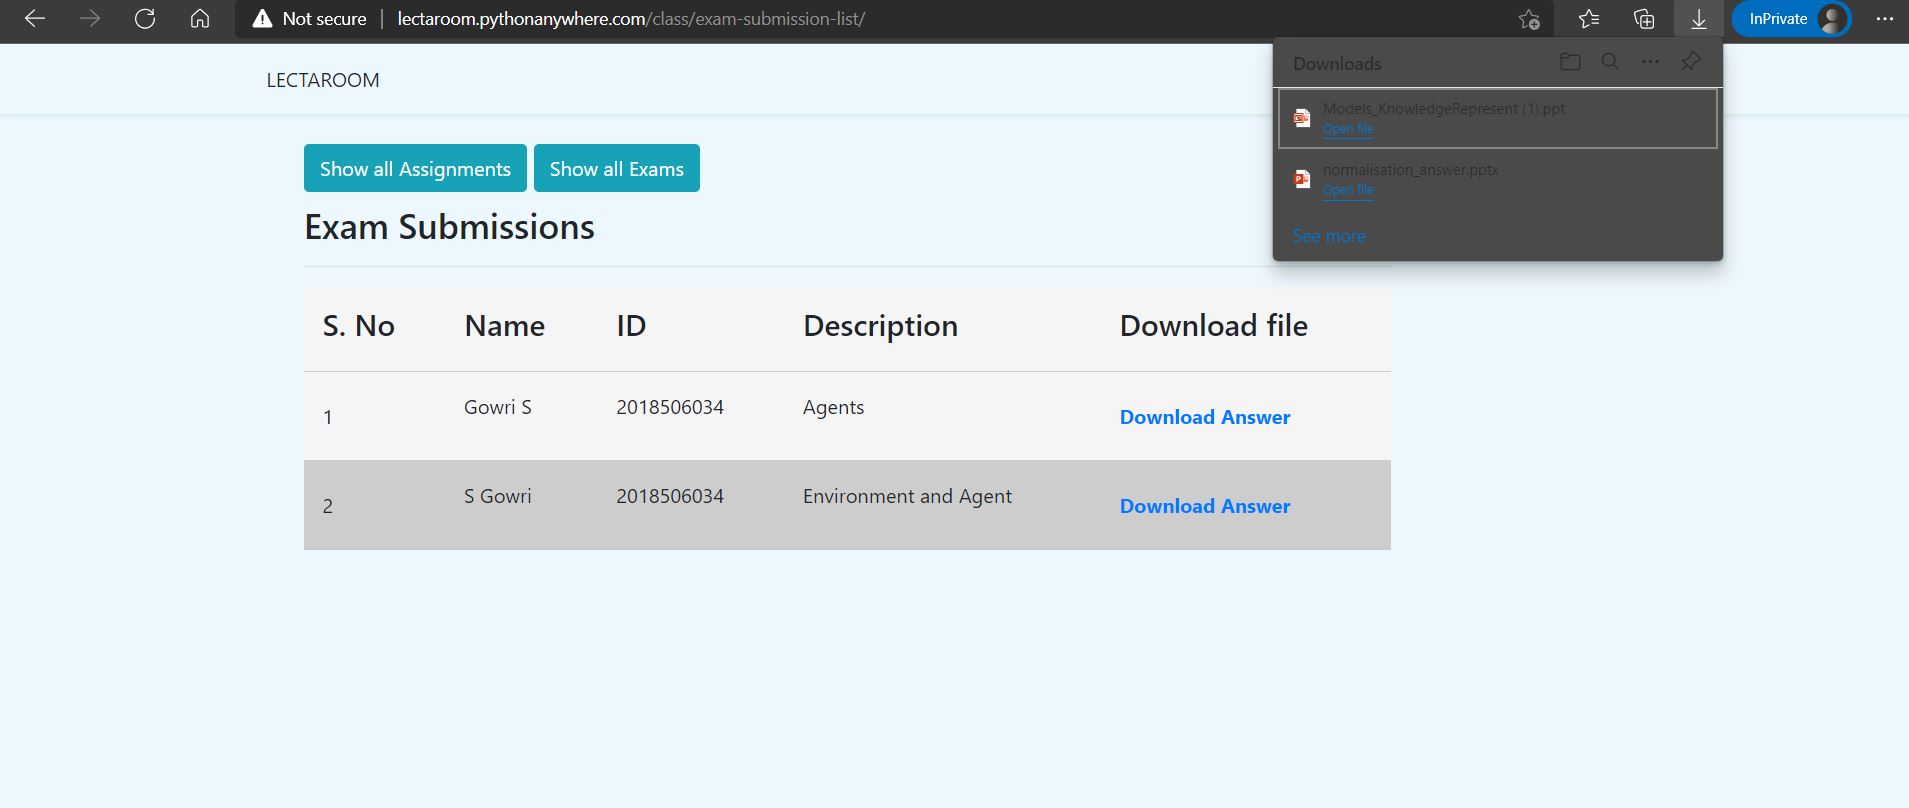 Not secure | lectaroom.pythonanywhere.com/class/exam-submission-list/
InPrivate
LECTAROOM
Downloads
Models_KnowledgeRepresent (1).ppt
Open file
normalisation_answer.pptx
Open file
See more
Show all Assignments Show all Exams
Exam Submissions
S. No Name ID Description Download file
1 Gowri S 2018506034 Agents Download Answer
2 S Gowri 2018506034 Environment and Agent Download Answer